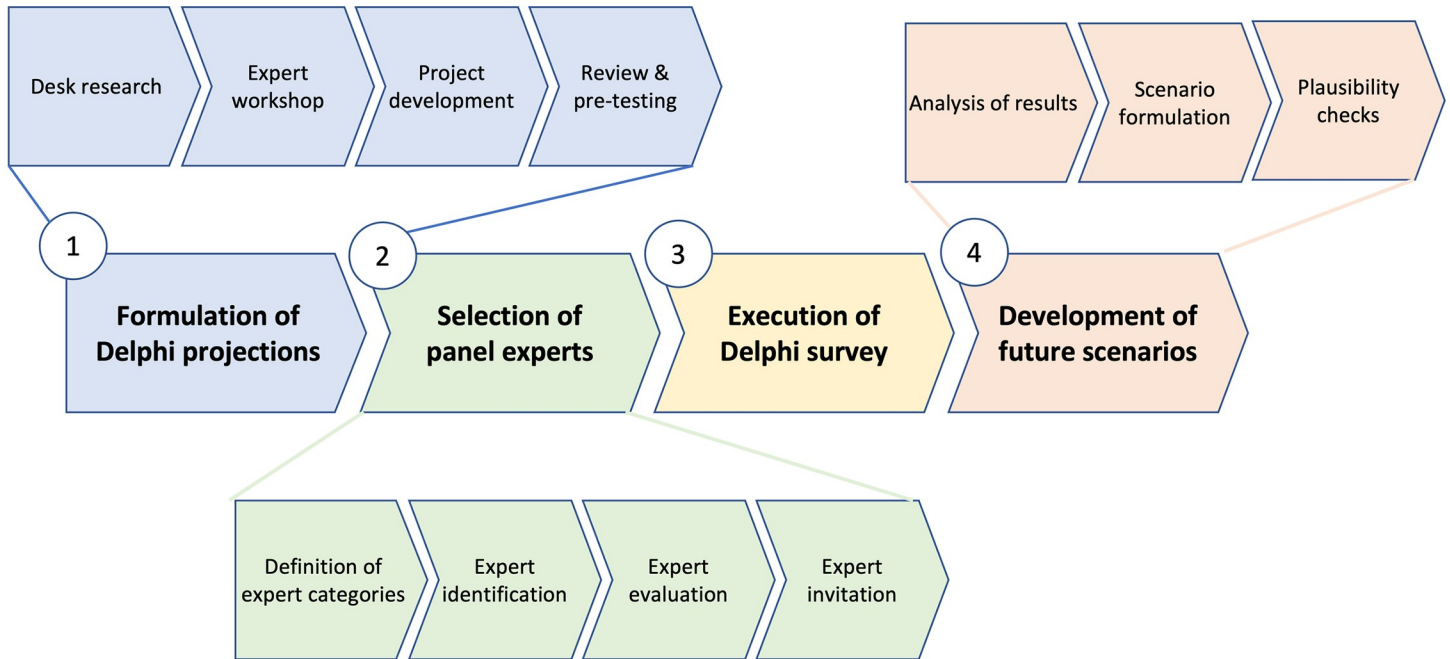 Desk research
Expert
workshop
Project
development
Review &
pre-testing
Analysis of results
Scenario
formulation
Plausibility
checks
1
2
3
4
Formulation of
Delphi projections
Selection of
panel experts
Execution of
Delphi survey
Development of
future scenarios
Definition of
expert categories
Expert
identification
Expert
evaluation
Expert
invitation